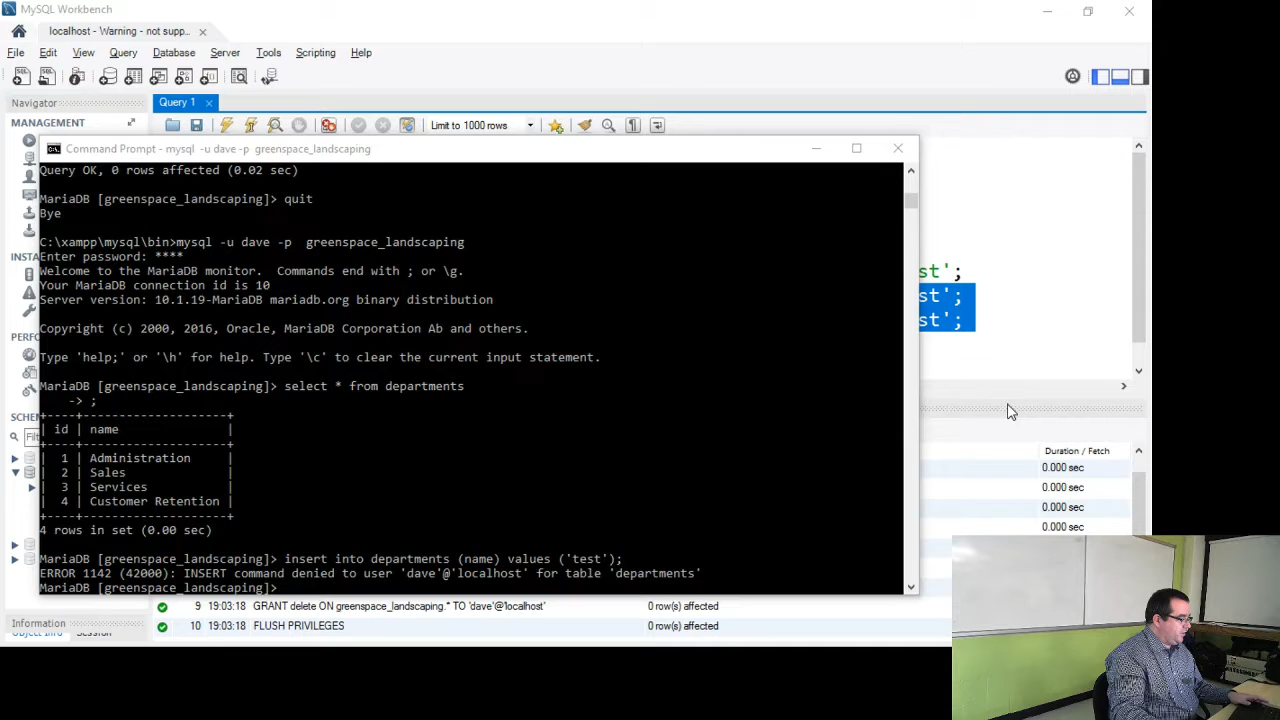 MySQL Workbench
localhost - Warning - not supp...
File Edit View Query Database Server Tools Scripting Help
Navigator
Query 1
MANAGEMENT
Limit to 1000 rows
Command Prompt - mysql -u dave -p greenspace_landscaping
Query OK, 0 rows affected (0.02 sec)
MariaDB [greenspace_landscaping]> quit
Bye
C:\xampp\mysql\bin>mysql -u dave -p  greenspace_landscaping
Enter password: ****
Welcome to the MariaDB monitor.  Commands end with ; or \g.
Your MariaDB connection id is 10
Server version: 10.1.19-MariaDB mariadb.org binary distribution
Copyright (c) 2000, 2016, Oracle, MariaDB Corporation Ab and others.
Type 'help;' or '\h' for help. Type '\c' to clear the current input statement.
MariaDB [greenspace_landscaping]> select * from departments
-> ;
+----+--------------------+
| id | name               |
+----+--------------------+
|  1 | Administration     |
|  2 | Sales              |
|  3 | Services           |
|  4 | Customer Retention |
+----+--------------------+
4 rows in set (0.00 sec)
MariaDB [greenspace_landscaping]> insert into departments (name) values ('test');
ERROR 1142 (42000): INSERT command denied to user 'dave'@'localhost' for table 'departments'
MariaDB [greenspace_landscaping]>
INSTA
PERFO
SCHEM
Filt
st';
st';
st';
Duration / Fetch
0.000 sec
0.000 sec
0.000 sec
0.000 sec
9 19:03:18 GRANT delete ON greenspace_landscaping.* TO 'dave'@'localhost' 0 row(s) affected
10 19:03:18 FLUSH PRIVILEGES 0 row(s) affected
Information
Object Info Session